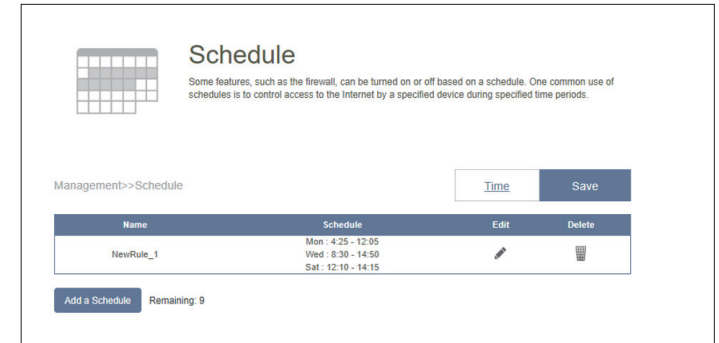 Schedule
Some features, such as the firewall, can be turned on or off based on a schedule. One common use of
schedules is to control access to the Internet by a specified device during specified time periods.
Management>>Schedule
Time
Save
Name Schedule Edit Delete
Mon : 4:25 - 12:05
NewRule_1 Wed : 8:30 - 14:50
Sat : 12:10 - 14:15
Add a Schedule Remaining: 9